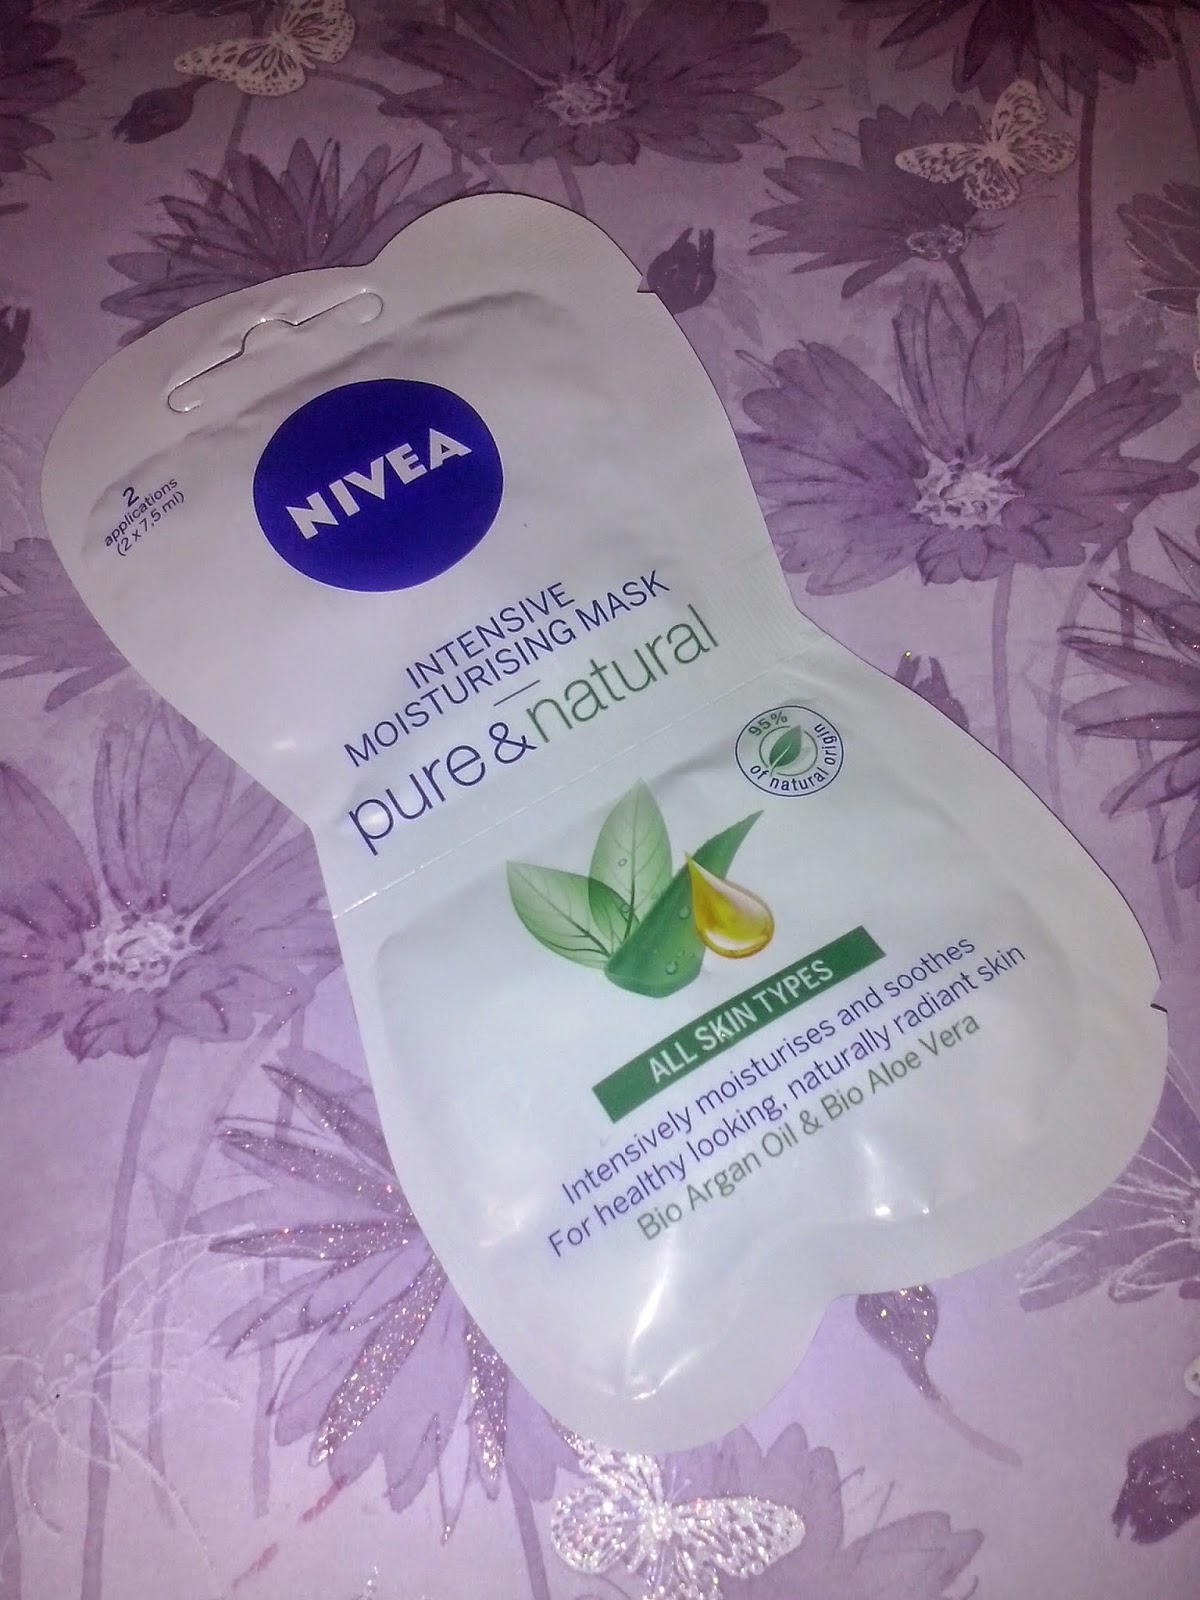 2
applications
(2 x 7,5 ml)
NIVEA
INTENSIVE
MOISTURISING MASK
pure & natural
95%
of natural origin
ALL SKIN TYPES
Intensively moisturises and soothes
For healthy looking, naturally radiant skin
Bio Argan Oil & Bio Aloe Vera